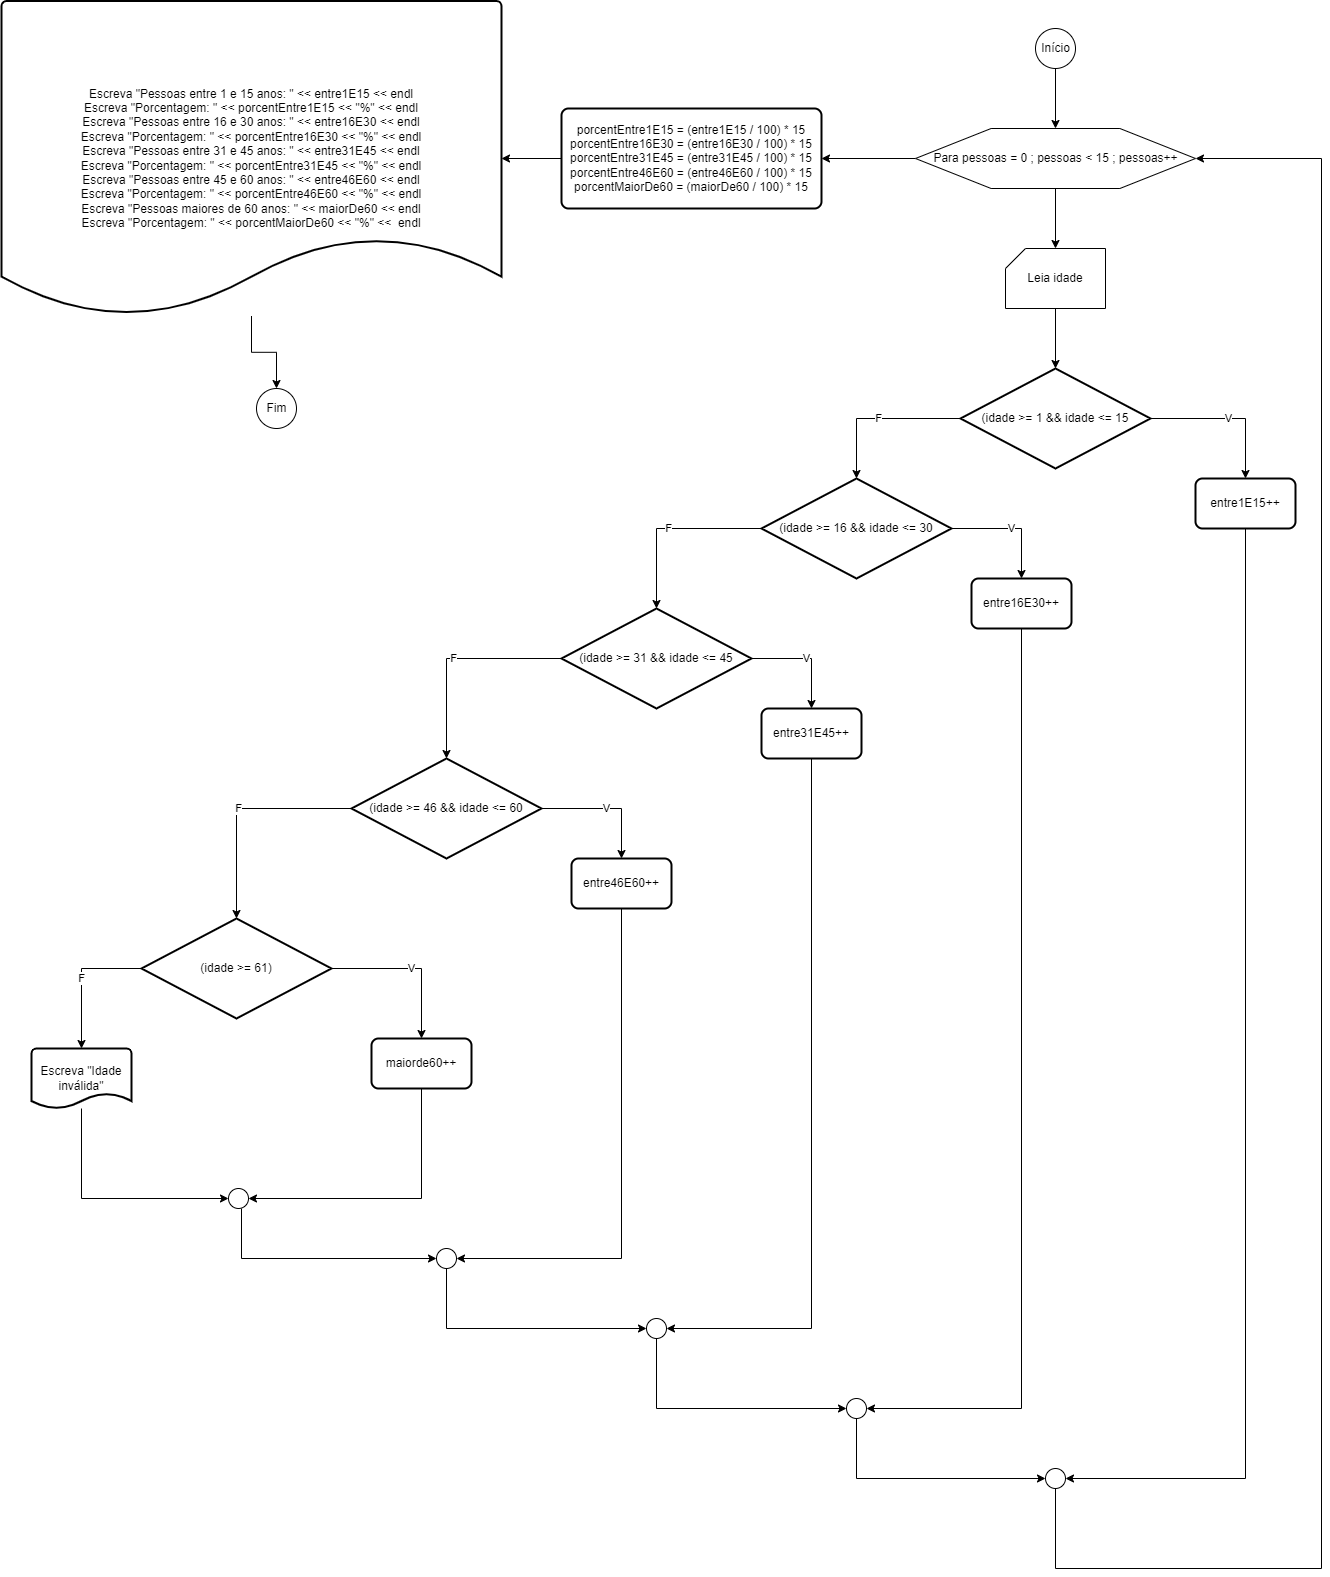 Início
Para pessoas = 0 ; pessoas < 15 ; pessoas++
porcentEntre1E15 = (entre1E15 / 100) * 15
porcentEntre16E30 = (entre16E30 / 100) * 15
porcentEntre31E45 = (entre31E45 / 100) * 15
porcentEntre46E60 = (entre46E60 / 100) * 15
porcentMaiorDe60 = (maiorDe60 / 100) * 15
Escreva "Pessoas entre 1 e 15 anos: " << entre1E15 << endl
Escreva "Porcentagem: " << porcentEntre1E15 << "%" << endl
Escreva "Pessoas entre 16 e 30 anos: " << entre16E30 << endl
Escreva "Porcentagem: " << porcentEntre16E30 << "%" << endl
Escreva "Pessoas entre 31 e 45 anos: " << entre31E45 << endl
Escreva "Porcentagem: " << porcentEntre31E45 << "%" << endl
Escreva "Pessoas entre 45 e 60 anos: " << entre46E60 << endl
Escreva "Porcentagem: " << porcentEntre46E60 << "%" << endl
Escreva "Pessoas maiores de 60 anos: " << maiorDe60 << endl
Escreva "Porcentagem: " << porcentMaiorDe60 << "%" << endl
Fim
Leia idade
(idade >= 1 && idade <= 15
F
V
entre1E15++
(idade >= 16 && idade <= 30
F
V
entre16E30++
(idade >= 31 && idade <= 45
F
V
entre31E45++
(idade >= 46 && idade <= 60
F
V
entre46E60++
(idade >= 61)
F
V
maiorde60++
Escreva "Idade
inválida"